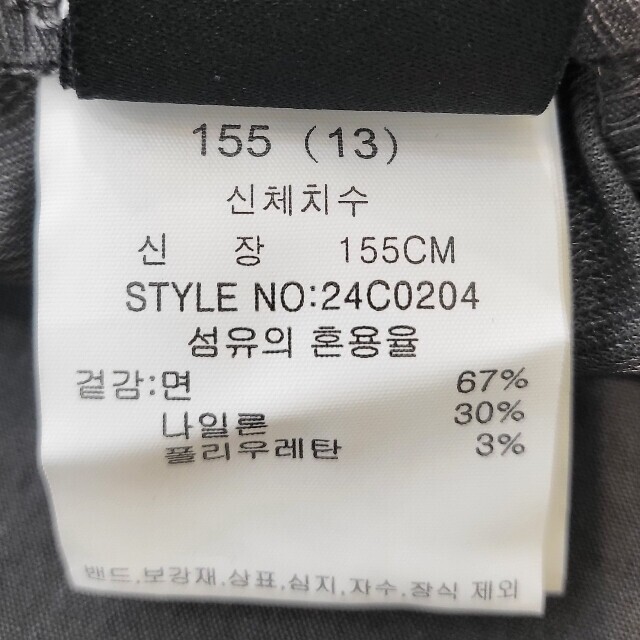 155 (13)
신체치수
신 장 155CM
STYLE NO:24C0204
섬유의 혼용율
겉감:면 67%
나일론 30%
폴리우레탄 3%
밴드,보강재,상표,심지,자수,장식 제외